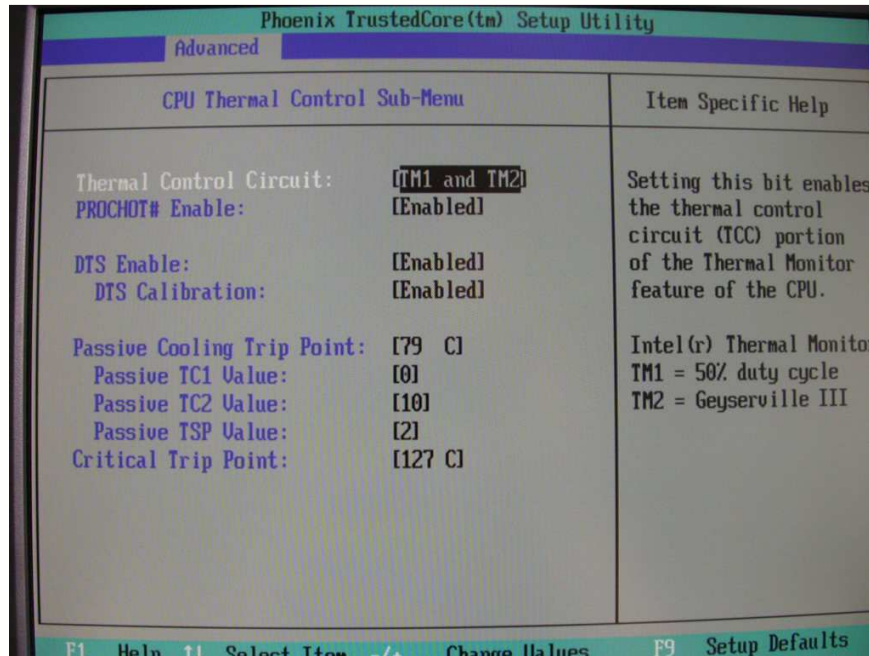 Phoenix TrustedCore(tm) Setup Utility
Advanced
CPU Thermal Control Sub-Menu
Item Specific Help
Thermal Control Circuit: [TM1 and TM2]
PROCHOT# Enable: [Enabled]
DTS Enable: [Enabled]
DTS Calibration: [Enabled]
Passive Cooling Trip Point: [79 C]
Passive TC1 Value: [0]
Passive TC2 Value: [10]
Passive TSP Value: [2]
Critical Trip Point: [127 C]
Setting this bit enables
the thermal control
circuit (TCC) portion
of the Thermal Monitor
feature of the CPU.
Intel(r) Thermal Monito
TM1 = 50% duty cycle
TM2 = Geyserville III
F1 Help ↑↓ Select Item -/+ Change Values F9 Setup Defaults